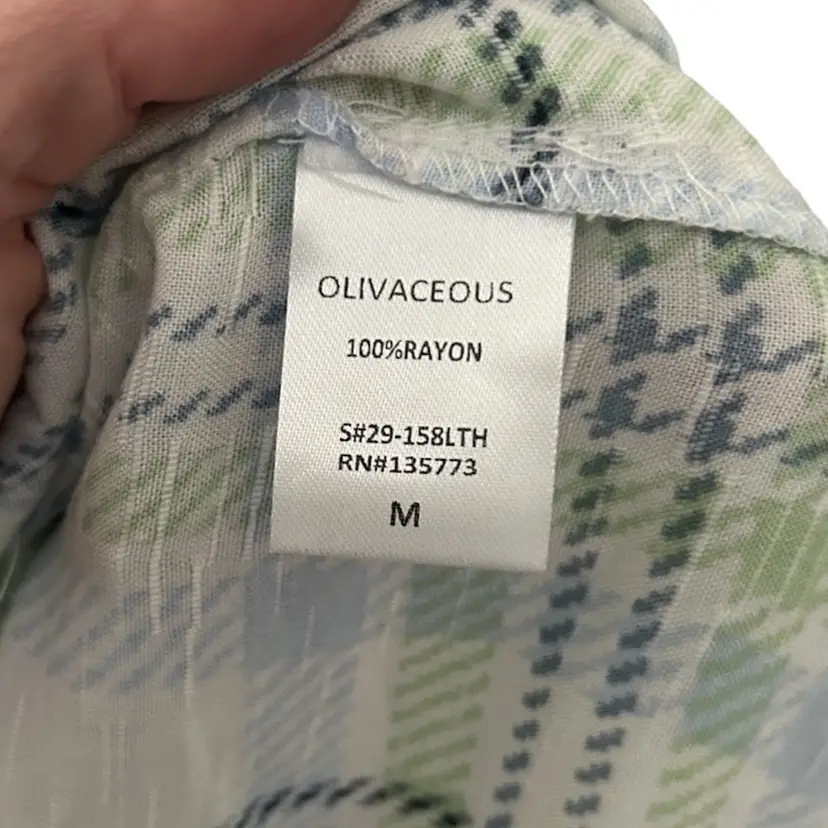 OLIVACEOUS
100%RAYON
S#29-158LTH
RN#135773
M